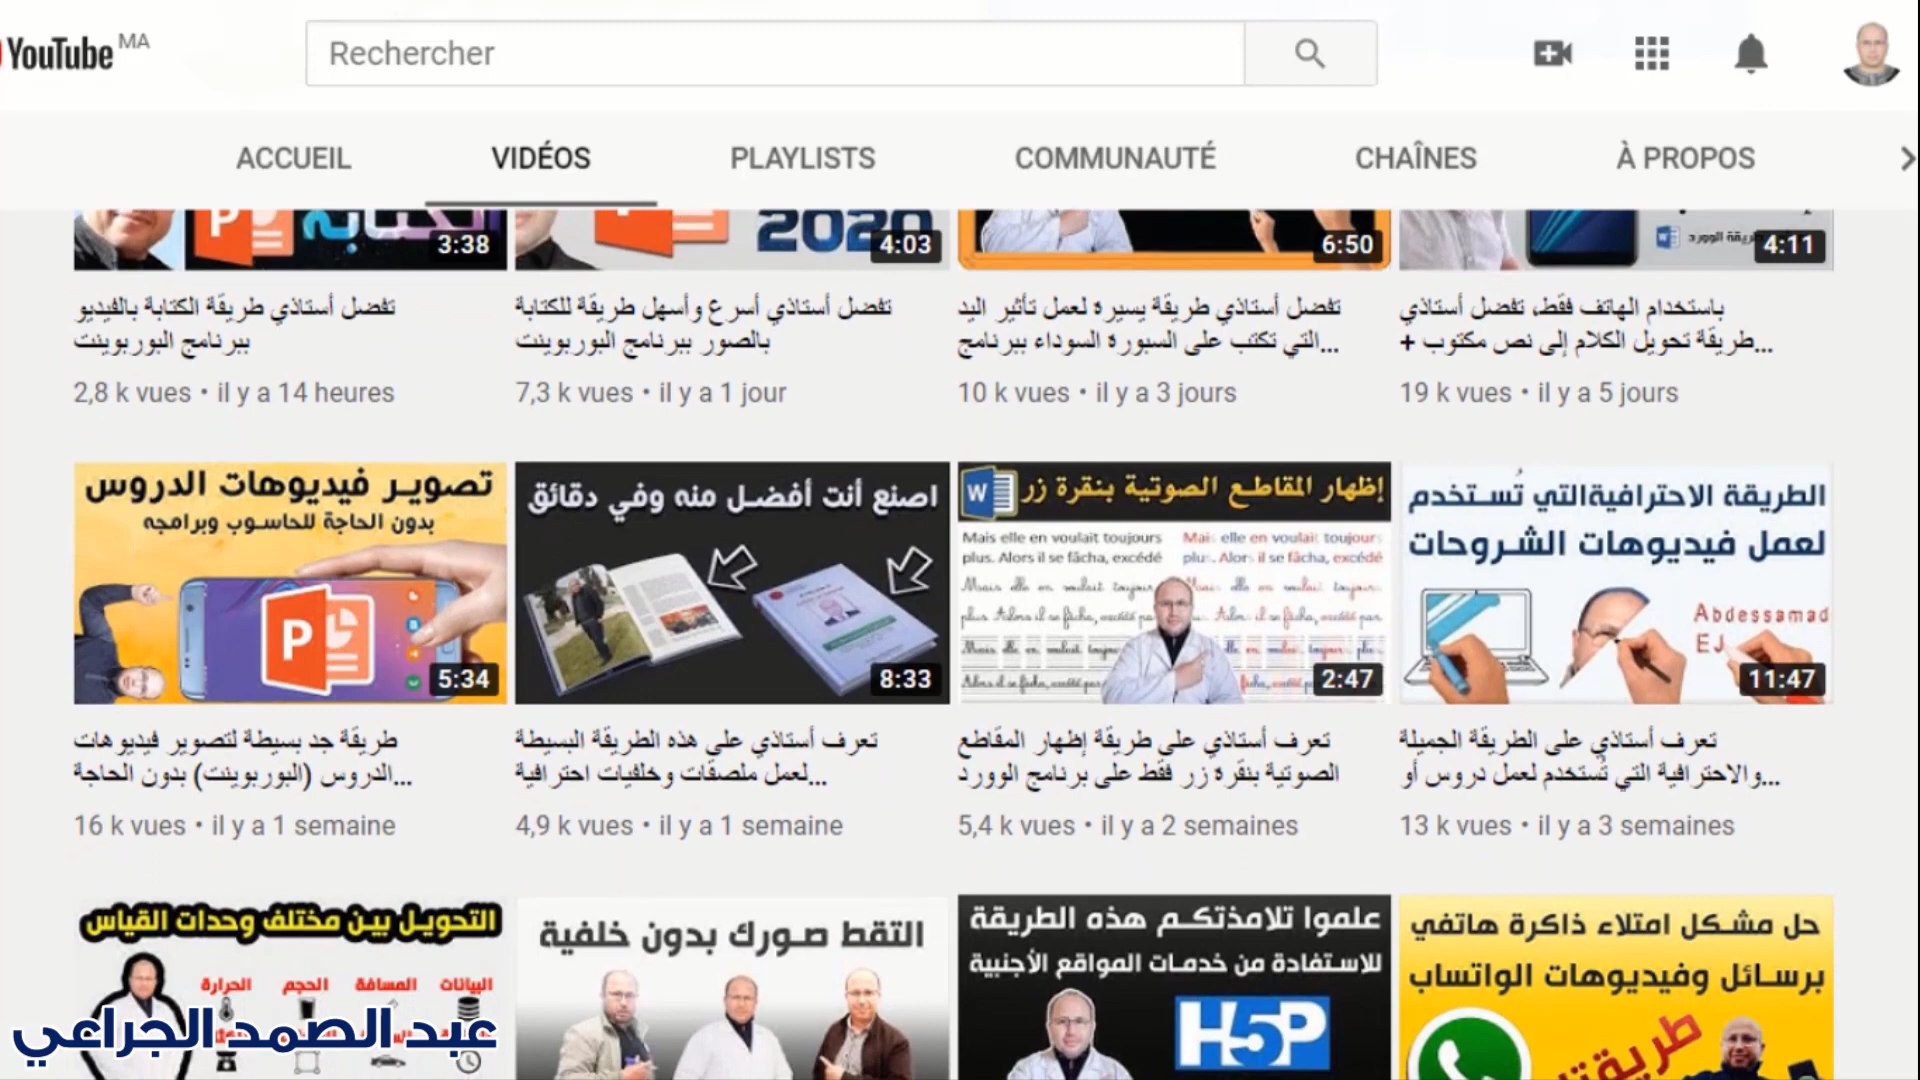 YouTube MA
Rechercher
ACCUEIL
VIDÉOS
PLAYLISTS
COMMUNAUTÉ
CHAÎNES
À PROPOS
P
الكتابة
3:38
2020
4:03
6:50
طريقة الوورد
4:11
تفضل أستاذي طريقة الكتابة بالفيديو
ببرنامج البوربوينت
2,8 k vues • il y a 14 heures
تفضل أستاذي أسرع وأسهل طريقة للكتابة
بالصور ببرنامج البوربوينت
7,3 k vues • il y a 1 jour
تفضل أستاذي طريقة يسيرة لعمل تأثير اليد
التي تكتب على السبورة السوداء ببرنامج...
10 k vues • il y a 3 jours
باستخدام الهاتف فقط، تفضل أستاذي
طريقة تحويل الكلام إلى نص مكتوب +...
19 k vues • il y a 5 jours
تصوير فيديوهات الدروس
بدون الحاجة للحاسوب وبرامجه
P
5:34
اصنع أنت أفضل منه وفي دقائق
8:33
إظهار المقاطع الصوتية بنقرة زر
W
Mais elle en voulait toujours
plus. Alors il se fâcha, excédé
Mais elle en voulait toujours
plus. Alors il se fâcha, excédé
2:47
الطريقة الاحترافية التي تُستخدم
لعمل فيديوهات الشروحات
Abdessamad
EJ
11:47
طريقة جد بسيطة لتصوير فيديوهات
الدروس (البوربوينت) بدون الحاجة...
16 k vues • il y a 1 semaine
تعرف أستاذي على هذه الطريقة البسيطة
لعمل ملصقات وخلفيات احترافية...
4,9 k vues • il y a 1 semaine
تعرف أستاذي على طريقة إظهار المقاطع
الصوتية بنقرة زر فقط على برنامج الوورد
5,4 k vues • il y a 2 semaines
تعرف أستاذي على الطريقة الجميلة
والاحترافية التي تُستخدم لعمل دروس أو...
13 k vues • il y a 3 semaines
التحويل بين مختلف وحدات القياس
البيانات
المسافة
الحجم
الحرارة
التقط صورك بدون خلفية
علموا تلامذتكم هذه الطريقة
للاستفادة من خدمات المواقع الأجنبية
H5P
حل مشكل امتلاء ذاكرة هاتفي
برسائل وفيديوهات الواتساب
عبد الصمد الجراعي